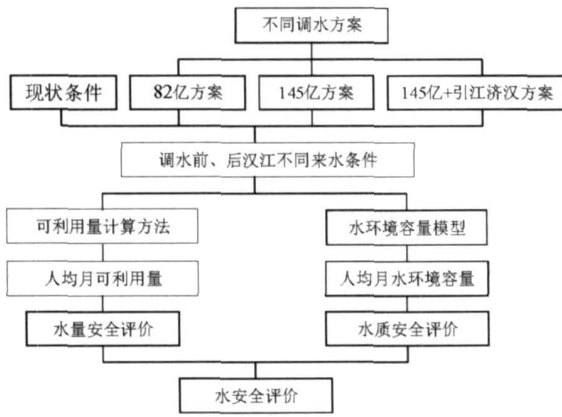 不同调水方案
现状条件
82亿方案
145亿方案
145亿+引江济汉方案
调水前、后汉江不同来水条件
可利用量计算方法
水环境容量模型
人均月可利用量
人均月水环境容量
水量安全评价
水质安全评价
水安全评价